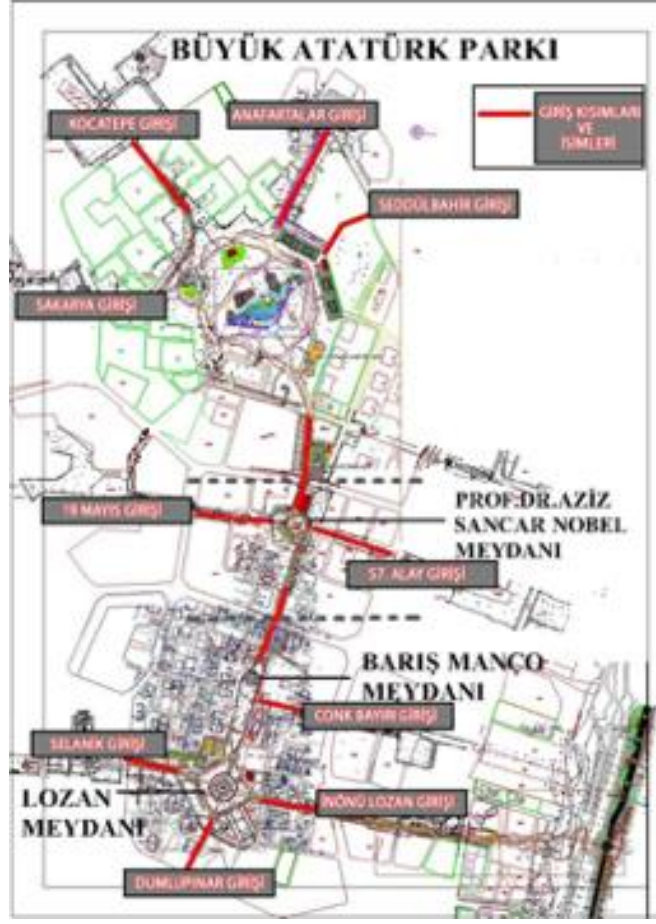 BÜYÜK ATATÜRK PARKI
KOCATEPE GİRİŞİ
ANAFARTALAR GİRİŞİ
GİRİŞ KISIMLARI
VE
İSİMLERİ
SEDDÜLBAHİR GİRİŞİ
SAKARYA GİRİŞİ
19 MAYIS GİRİŞİ
PROF.DR.AZİZ
SANCAR NOBEL
MEYDANI
57. ALAY GİRİŞİ
BARIŞ MANÇO
MEYDANI
CONK BAYIRI GİRİŞİ
SELANİK GİRİŞİ
LOZAN
MEYDANI
İNÖNÜ LOZAN GİRİŞİ
DUMLUPINAR GİRİŞİ